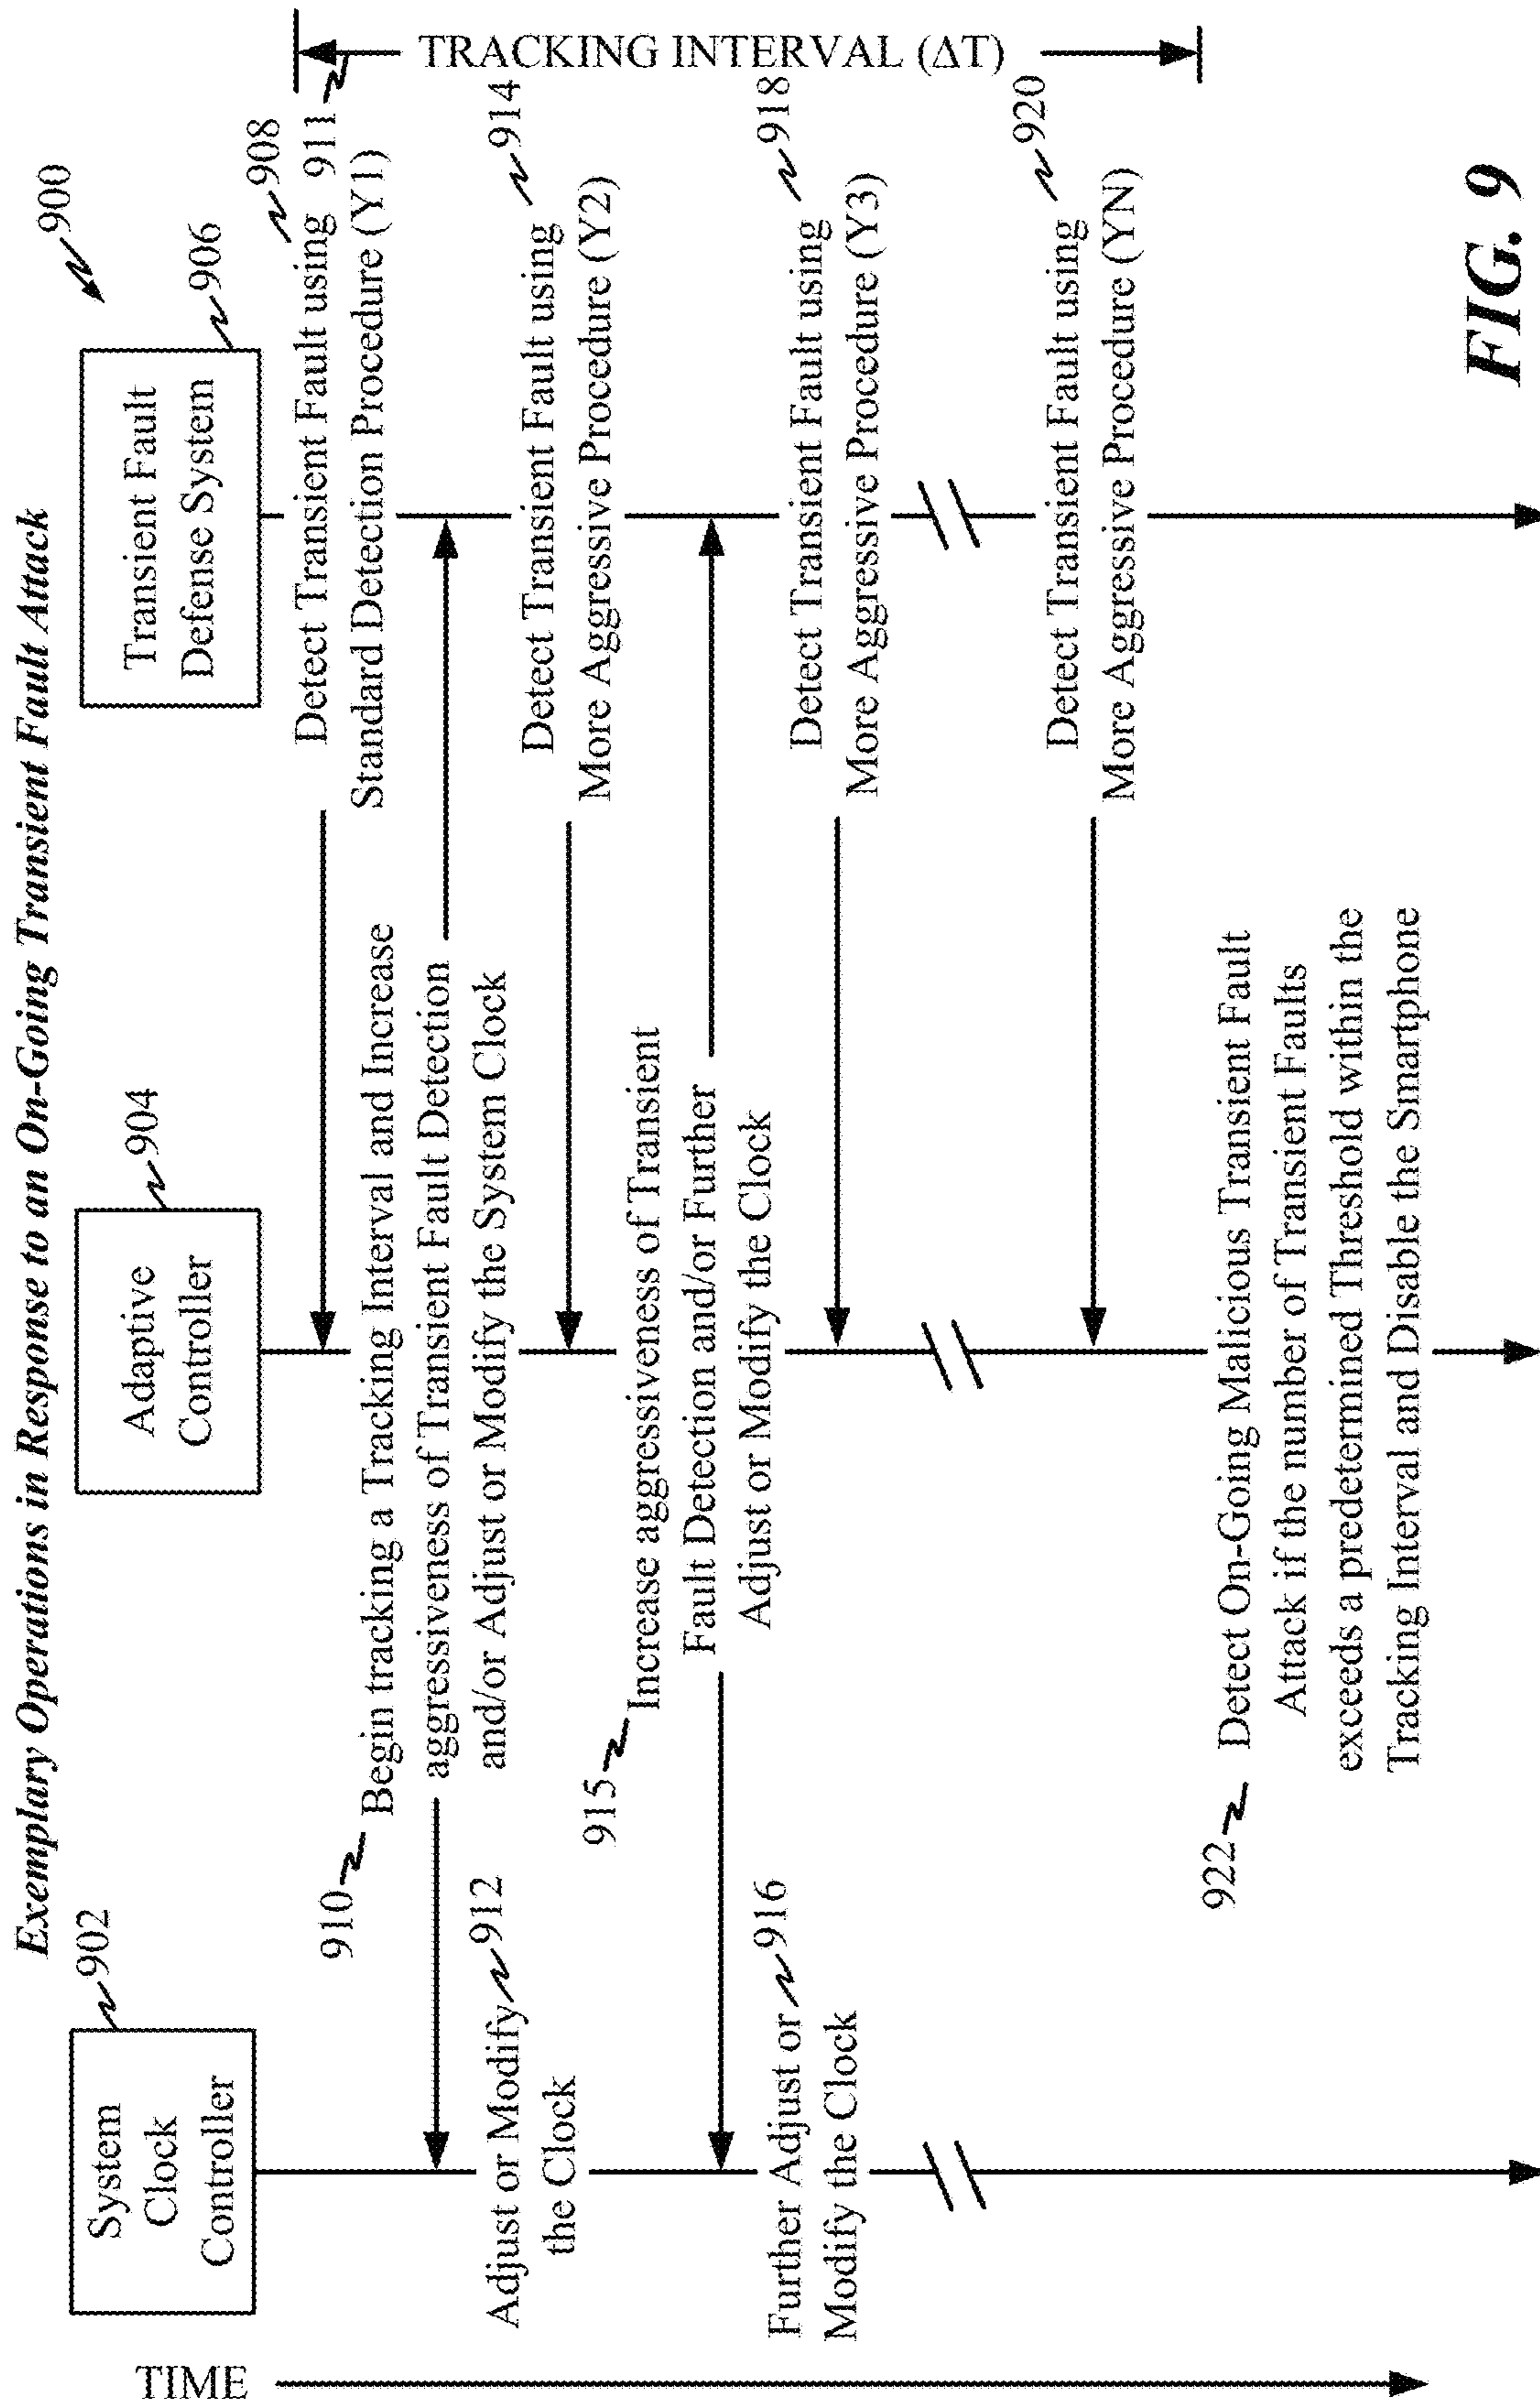 Exemplary Operations in Response to an On-Going Transient Fault Attack
900
TIME
System
Clock
Controller
902
Adaptive
Controller
904
Transient Fault
Defense System
906
Detect Transient Fault using
Standard Detection Procedure (Y1)
908
911
TRACKING INTERVAL (ΔT)
910
Begin tracking a Tracking Interval and Increase
aggressiveness of Transient Fault Detection
and/or Adjust or Modify the System Clock
Adjust or Modify
the Clock
912
Detect Transient Fault using
More Aggressive Procedure (Y2)
914
915
Increase aggressiveness of Transient
Fault Detection and/or Further
Adjust or Modify the Clock
Further Adjust or
Modify the Clock
916
Detect Transient Fault using
More Aggressive Procedure (Y3)
918
Detect Transient Fault using
More Aggressive Procedure (YN)
920
922
Detect On-Going Malicious Transient Fault
Attack if the number of Transient Faults
exceeds a predetermined Threshold within the
Tracking Interval and Disable the Smartphone
FIG. 9